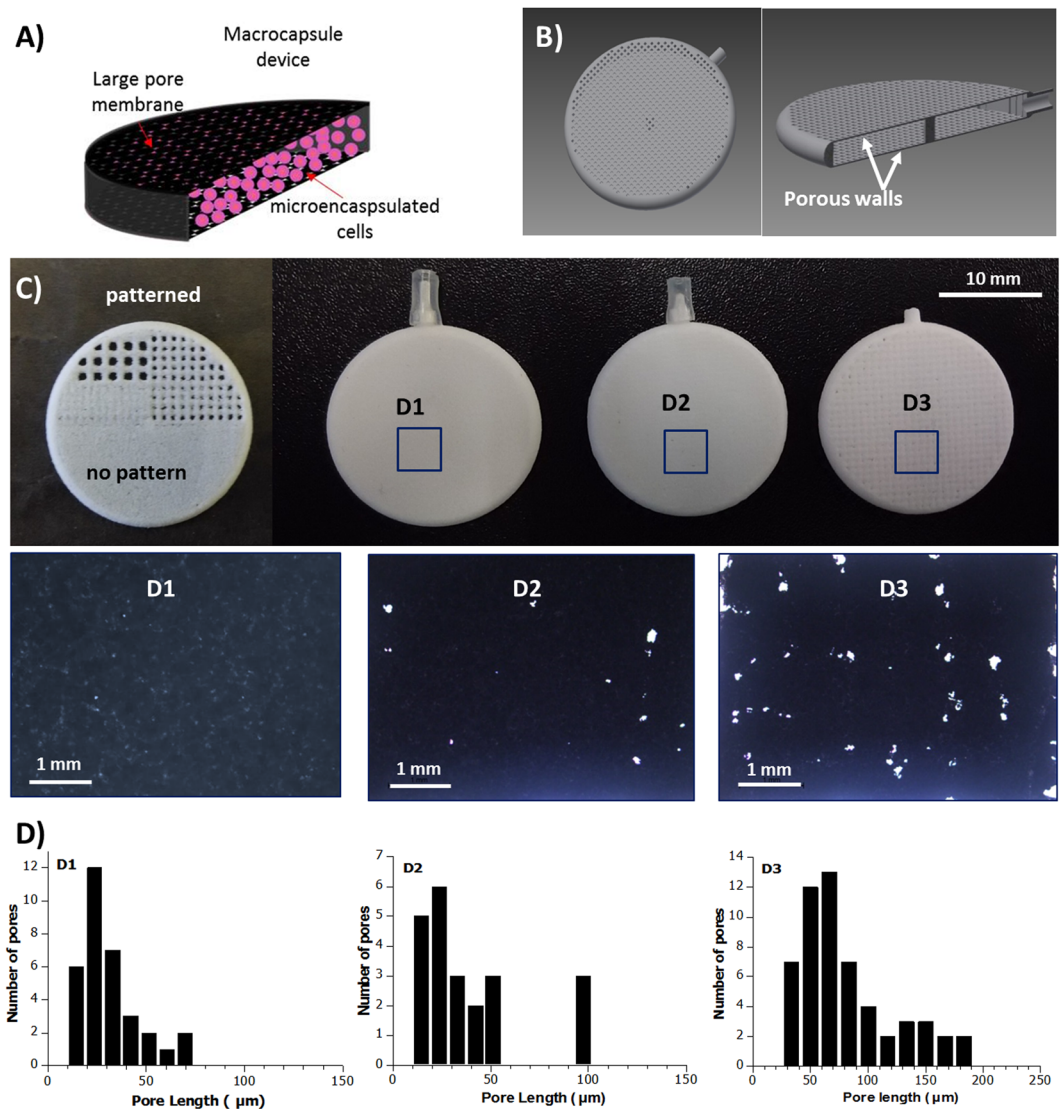 A)
Macrocapsule
device
Large pore
membrane
microencaspsulated
cells
B)
Porous walls
C)
patterned
no pattern
D1
D2
D3
10 mm
D1
1 mm
D2
1 mm
D3
1 mm
D)
D1
Number of pores
12
10
8
6
4
2
0
0
50
100
150
Pore Length ( µm)
D2
Number of pores
7
6
5
4
3
2
1
0
0
50
100
150
Pore Length ( µm)
D3
Number of pores
14
12
10
8
6
4
2
0
0
50
100
150
200
250
Pore length ( µm)